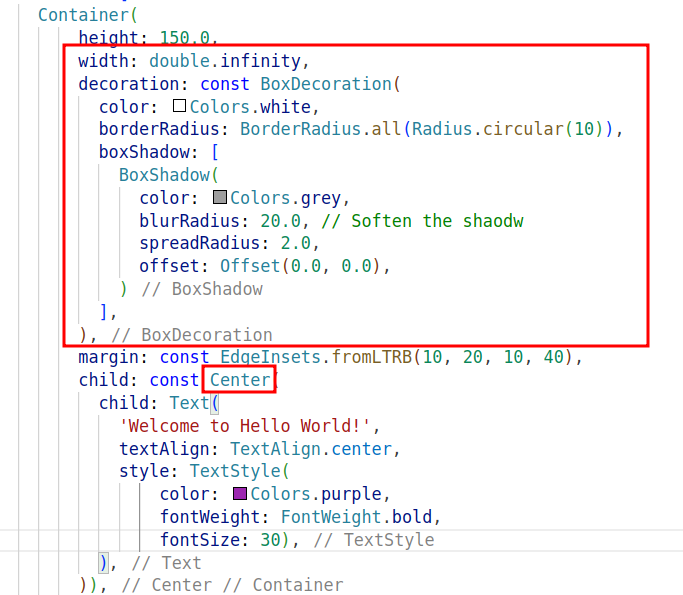 Container(
height: 150.0,
width: double.infinity,
decoration: const BoxDecoration(
color: Colors.white,
borderRadius: BorderRadius.all(Radius.circular(10)),
boxShadow: [
BoxShadow(
color: Colors.grey,
blurRadius: 20.0, // Soften the shaodw
spreadRadius: 2.0,
offset: Offset(0.0, 0.0),
) // BoxShadow
],
), // BoxDecoration
margin: const EdgeInsets.fromLTRB(10, 20, 10, 40),
child: const Center(
child: Text(
'Welcome to Hello World!',
textAlign: TextAlign.center,
style: TextStyle(
color: Colors.purple,
fontWeight: FontWeight.bold,
fontSize: 30), // TextStyle
), // Text
)), // Center // Container